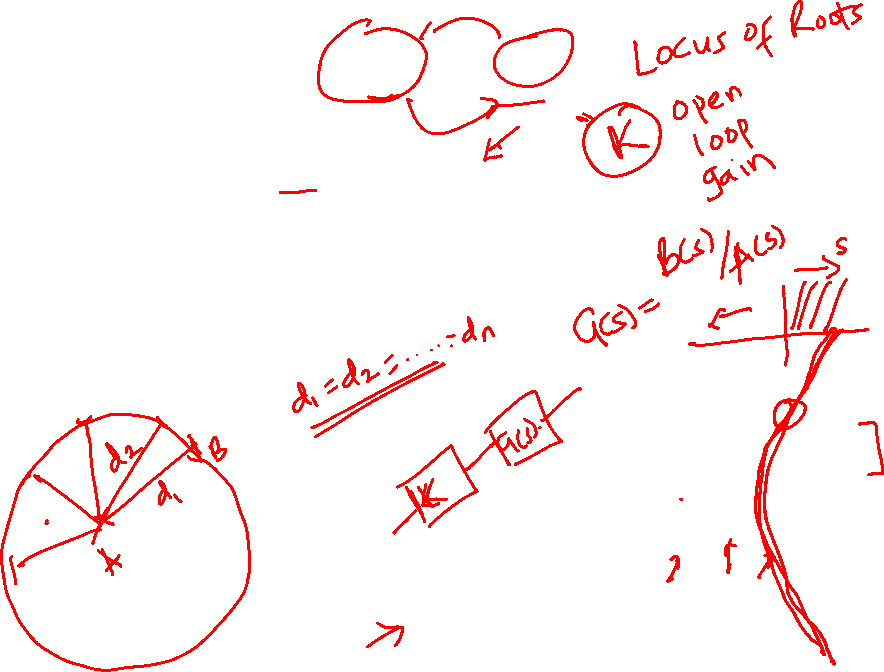 Locus of Roots
K
open
loop
gain
G(s) = B(s)/A(s)
s
d1 = d2 = ...... dn
K
G(s)
B
d2
d1
A